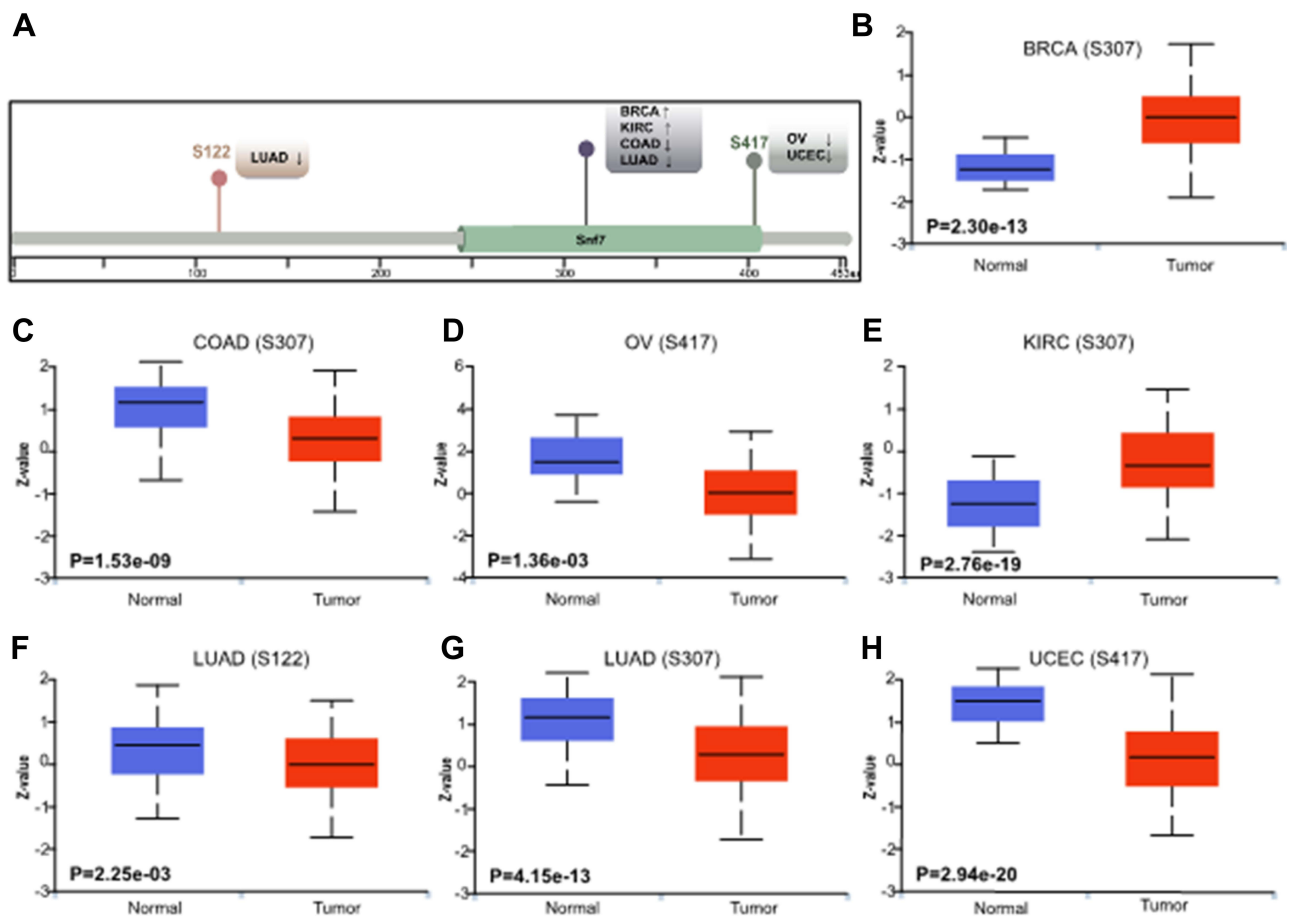 A
S122
LUAD ↓
BRCA ↑
KIRC ↑
COAD ↓
LUAD ↓
S417
OV ↓
UCEC↓
Snf7
0 100 200 300 400
B
BRCA (S307)
Z-value
2
1
0
-1
-2
-3
P=2.30e-13
Normal Tumor
C
COAD (S307)
Z-value
2
1
0
-1
-2
-3
P=1.53e-09
Normal Tumor
D
OV (S417)
Z-value
6
4
2
0
-2
-4
P=1.36e-03
Normal Tumor
E
KIRC (S307)
Z-value
2
1
0
-1
-2
-3
P=2.76e-19
Normal Tumor
F
LUAD (S122)
Z-value
2
1
0
-1
-2
-3
P=2.25e-03
Normal Tumor
G
LUAD (S307)
Z-value
2
1
0
-1
-2
-3
P=4.15e-13
Normal Tumor
H
UCEC (S417)
Z-value
2
1
0
-1
-2
-3
P=2.94e-20
Normal Tumor